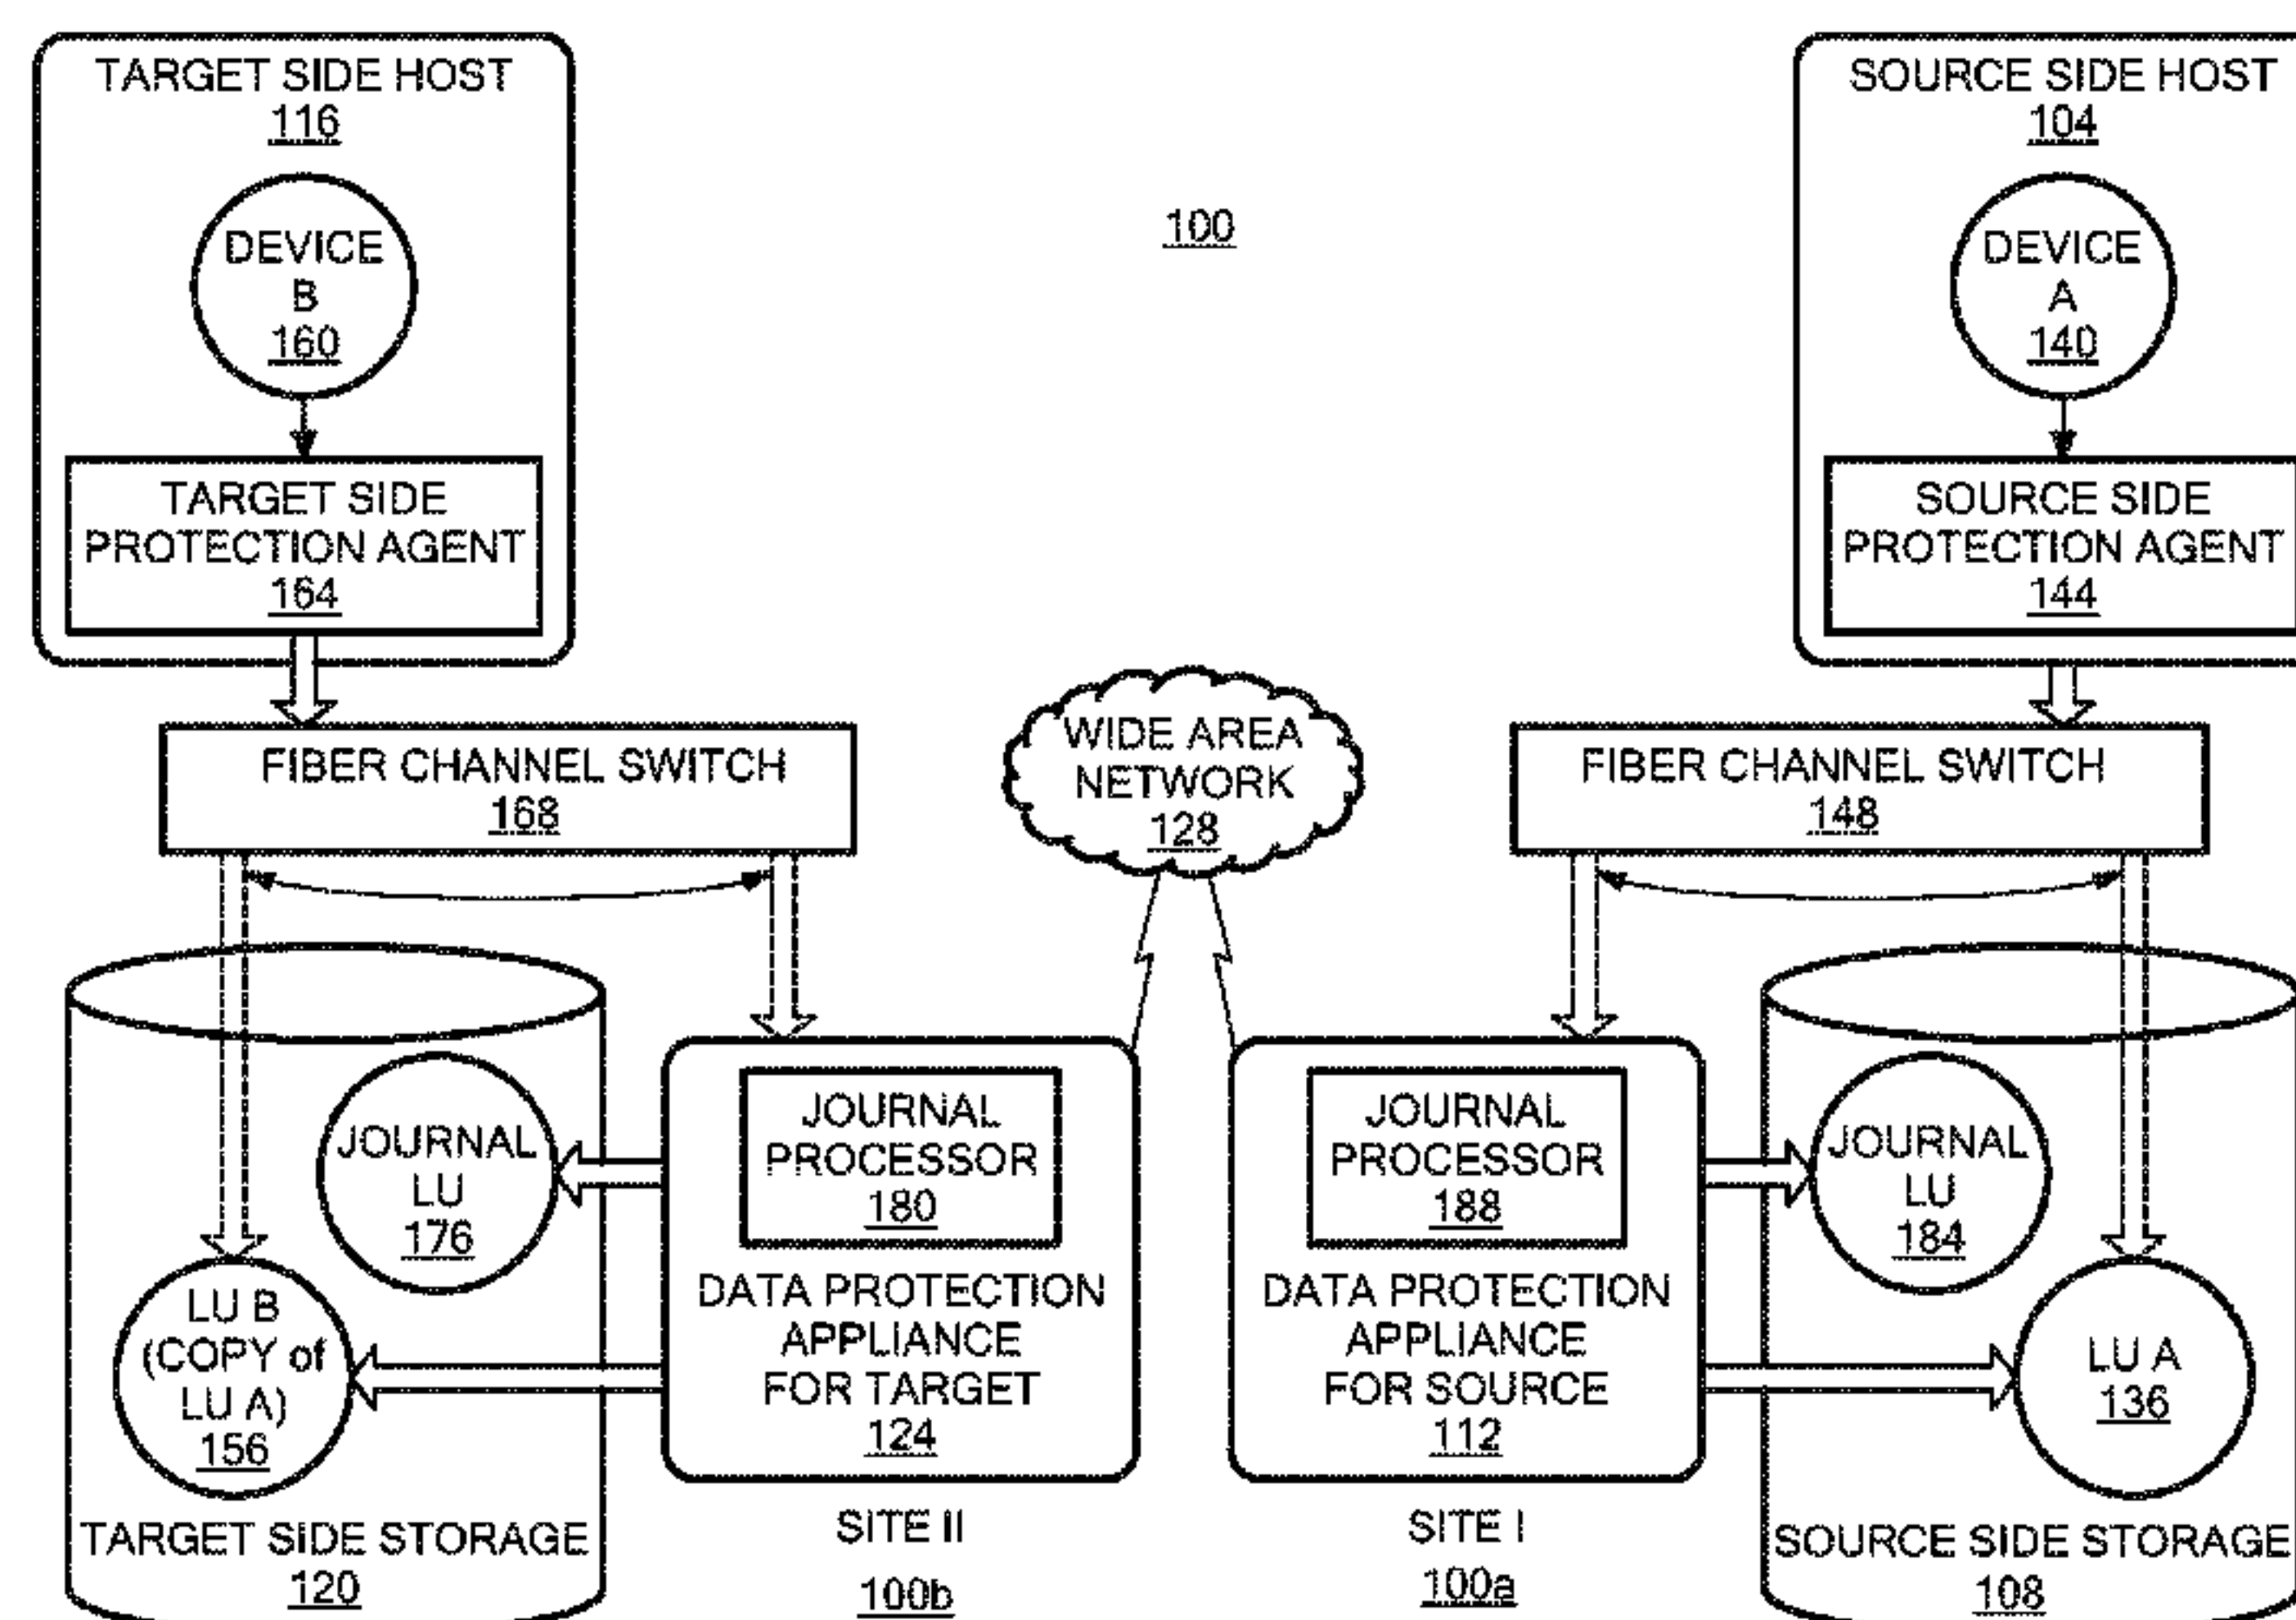 TARGET SIDE HOST
116
DEVICE
B
160
TARGET SIDE
PROTECTION AGENT
164
100
SOURCE SIDE HOST
104
DEVICE
A
140
SOURCE SIDE
PROTECTION AGENT
144
FIBER CHANNEL SWITCH
168
WIDE AREA
NETWORK
128
FIBER CHANNEL SWITCH
148
JOURNAL
LU
176
LU B
(COPY of
LU A)
156
TARGET SIDE STORAGE
120
JOURNAL
PROCESSOR
180
DATA PROTECTION
APPLIANCE
FOR TARGET
124
SITE II
100b
JOURNAL
PROCESSOR
188
DATA PROTECTION
APPLIANCE
FOR SOURCE
112
SITE I
100a
JOURNAL
LU
184
LU A
136
SOURCE SIDE STORAGE
108